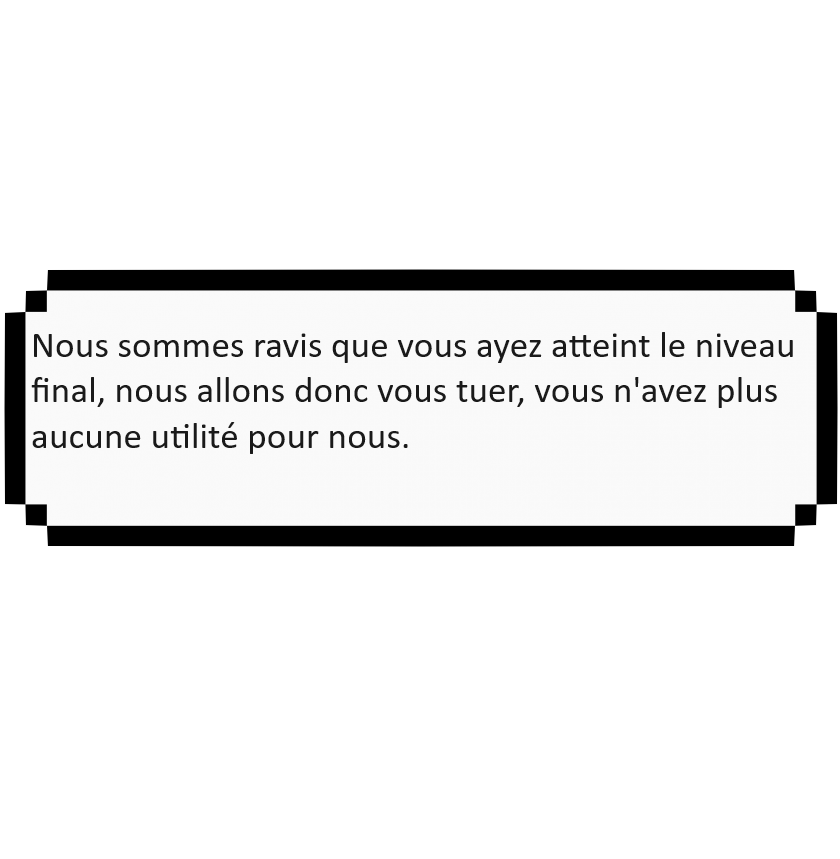 Nous sommes ravis que vous ayez atteint le niveau
final, nous allons donc vous tuer, vous n'avez plus
aucune utilité pour nous.